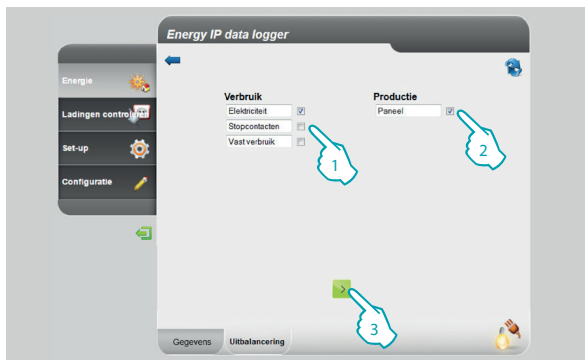 Energy IP data logger
Energie
Ladingen controleren
Set-up
Configuratie
Verbruik
Elektriciteit
Stopcontacten
Vast verbruik
1
Productie
Paneel
2
3
Gegevens
Uitbalancering